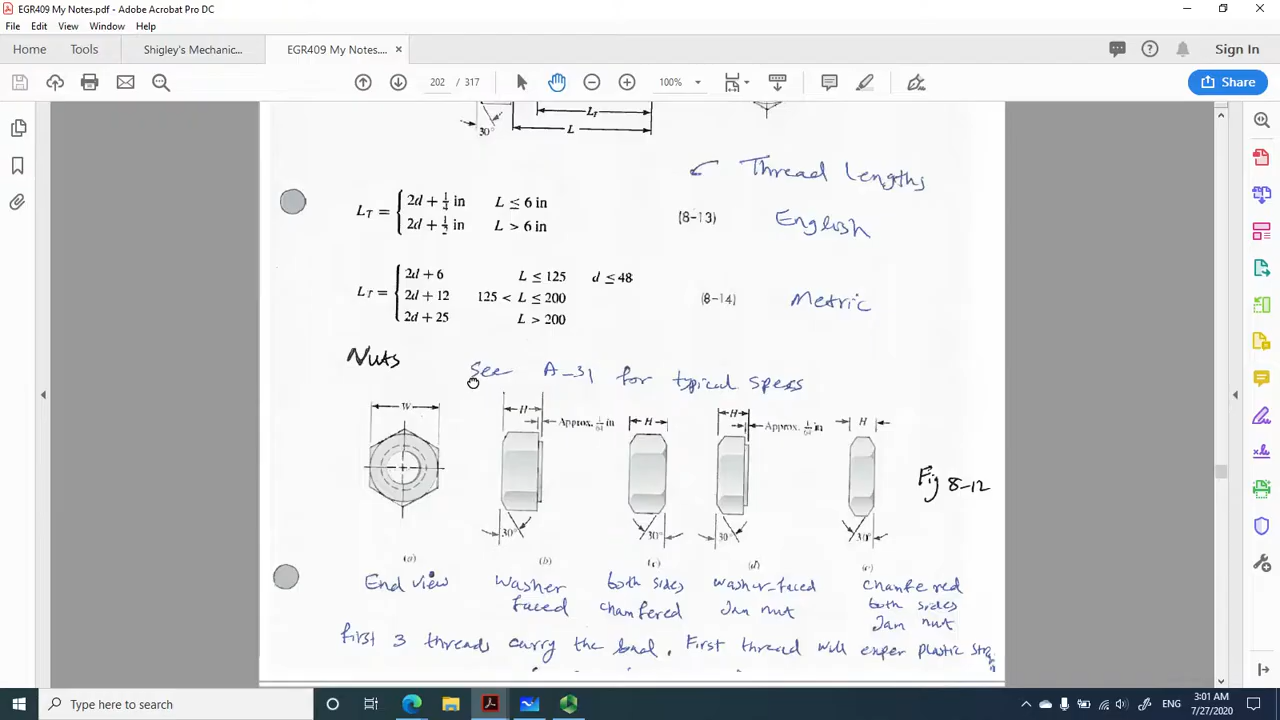 EGR409 My Notes.pdf - Adobe Acrobat Pro DC
File Edit View Window Help
Home Tools Shigley's Mechanic... EGR409 My Notes.... × Sign In
202 / 317 100% Share
L_T
30° L
Thread Lengths
L_T = { 2d + 1/4 in L ≤ 6 in
2d + 1/2 in L > 6 in
(8-13) English
L_T = { 2d + 6 L ≤ 125 d ≤ 48
2d + 12 125 < L ≤ 200
2d + 25 L > 200
(8-14) Metric
Nuts
See A-31 for typical specs
W H Approx. 1/64 in H H Approx. 1/64 in H
Fig 8-12
30° 30° 30° 30°
(a) (b) (c) (d) (e)
End view
Washer faced
both sides chamfered
washer-faced Jam nut
chamfered both sides Jam nut
first 3 threads carry the load. First thread will exper plastic strain
Type here to search
ENG
3:01 AM
7/27/2020